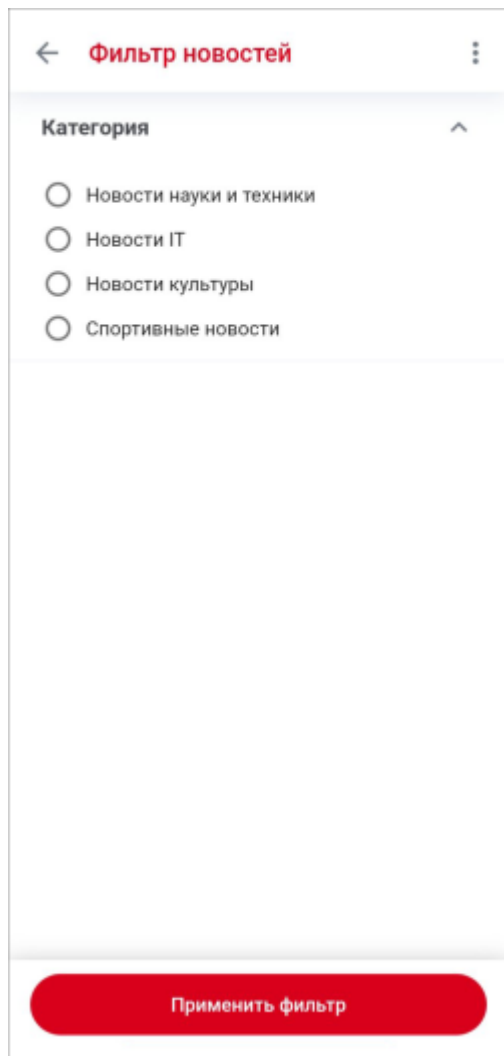 Фильтр новостей
Категория
Новости науки и техники
Новости IT
Новости культуры
Спортивные новости
Применить фильтр